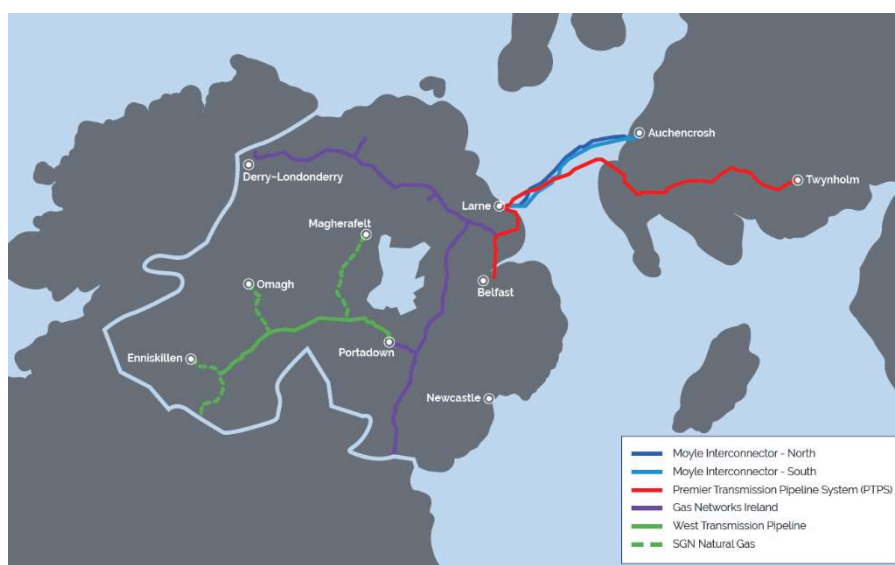 Auchencrosh
Twynholm
Derry~Londonderry
Larne
Magherafelt
Omagh
Belfast
Enniskillen
Portadown
Newcastle
Moyle Interconnector - North
Moyle Interconnector - South
Premier Transmission Pipeline System (PTPS)
Gas Networks Ireland
West Transmission Pipeline
SGN Natural Gas